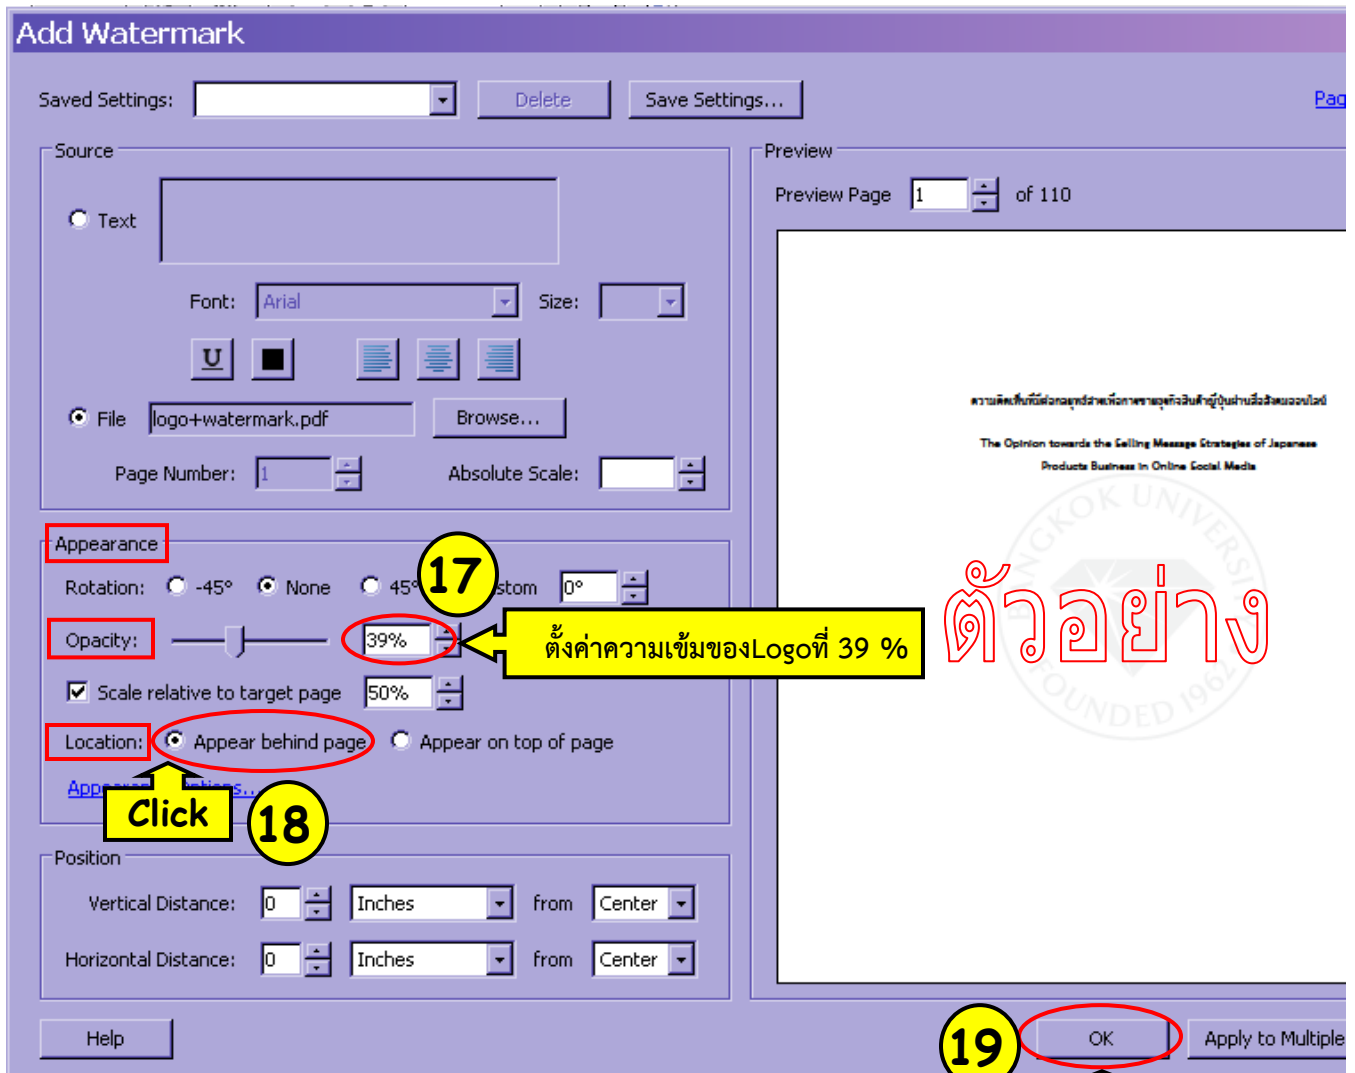 Add Watermark
Saved Settings:
Delete
Save Settings...
Pag
Source
Text
Font: Arial
Size:
U
File logo+watermark.pdf
Browse...
Page Number: 1
Absolute Scale:
Appearance
Rotation: -45° None 45° stom 0°
17
Opacity: 39%
ตั้งค่าความเข้มของLogoที่ 39 %
Scale relative to target page 50%
Location: Appear behind page Appear on top of page
Click
18
Position
Vertical Distance: 0 Inches from Center
Horizontal Distance: 0 Inches from Center
Help
Preview
Preview Page 1 of 110
The Opinion towards the Selling Message Strategies of Japanese
Products Business in Online Social Media
BANGKOK UNIVERSI
ตัวอย่าง
FOUNDED 1962
19
OK
Apply to Multiple